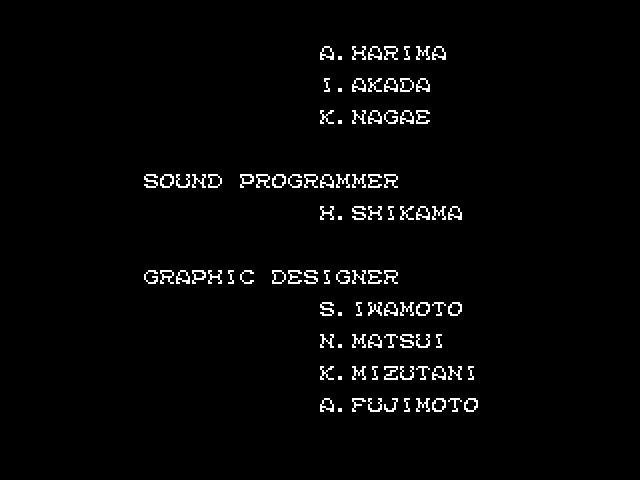 A.HARIMA
I.AKADA
K.NAGAE
SOUND PROGRAMMER
H.SHIKAMA
GRAPHIC DESIGNER
S.IWAMOTO
N.MATSUI
K.MIZUTANI
A.FUJIMOTO